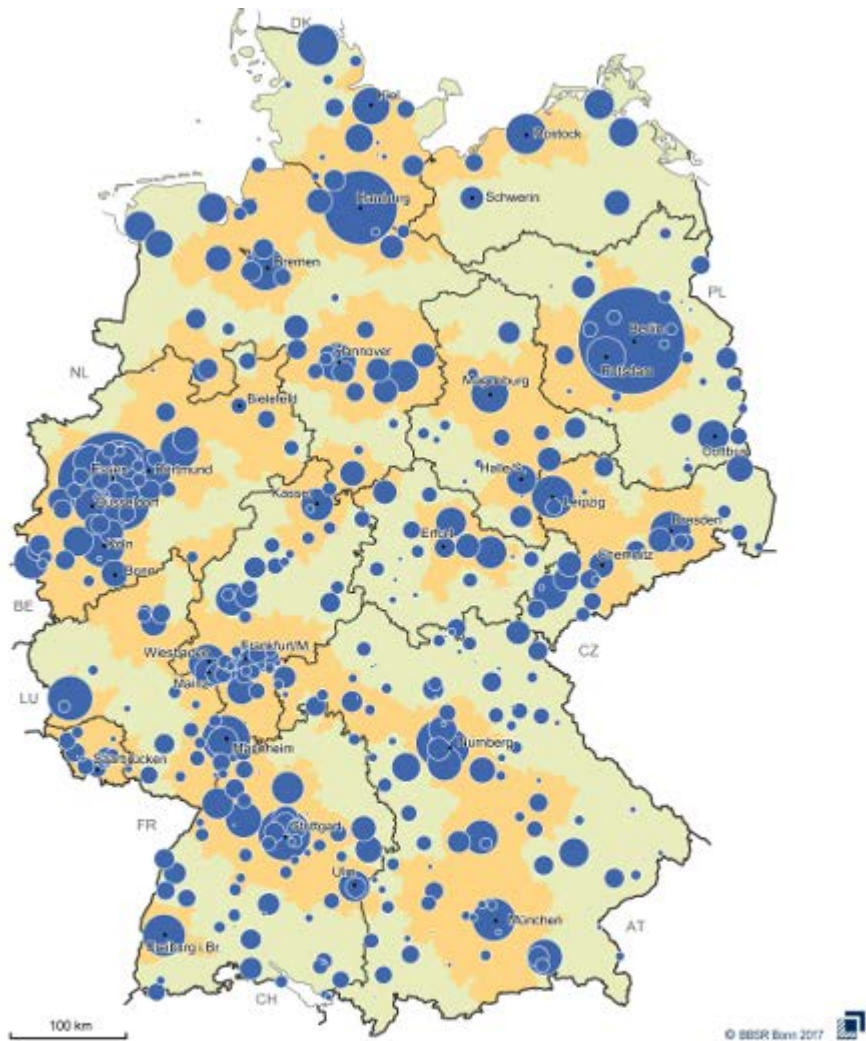 DK
Kiel
Rostock
Hamburg
Schwerin
Bremen
PL
Berlin
Hannover
Potsdam
NL
Magdeburg
Bielefeld
Cottbus
Essen
Dortmund
Halle/S.
Kassel
Leipzig
Düsseldorf
Dresden
Erfurt
Köln
Chemnitz
Bonn
BE
CZ
Wiesbaden
Frankfurt/M.
Mainz
LU
Nürnberg
Mannheim
Saarbrücken
FR
Stuttgart
Ulm
München
AT
Freiburg i.Br.
CH
100 km
© BBSR Bonn 2017